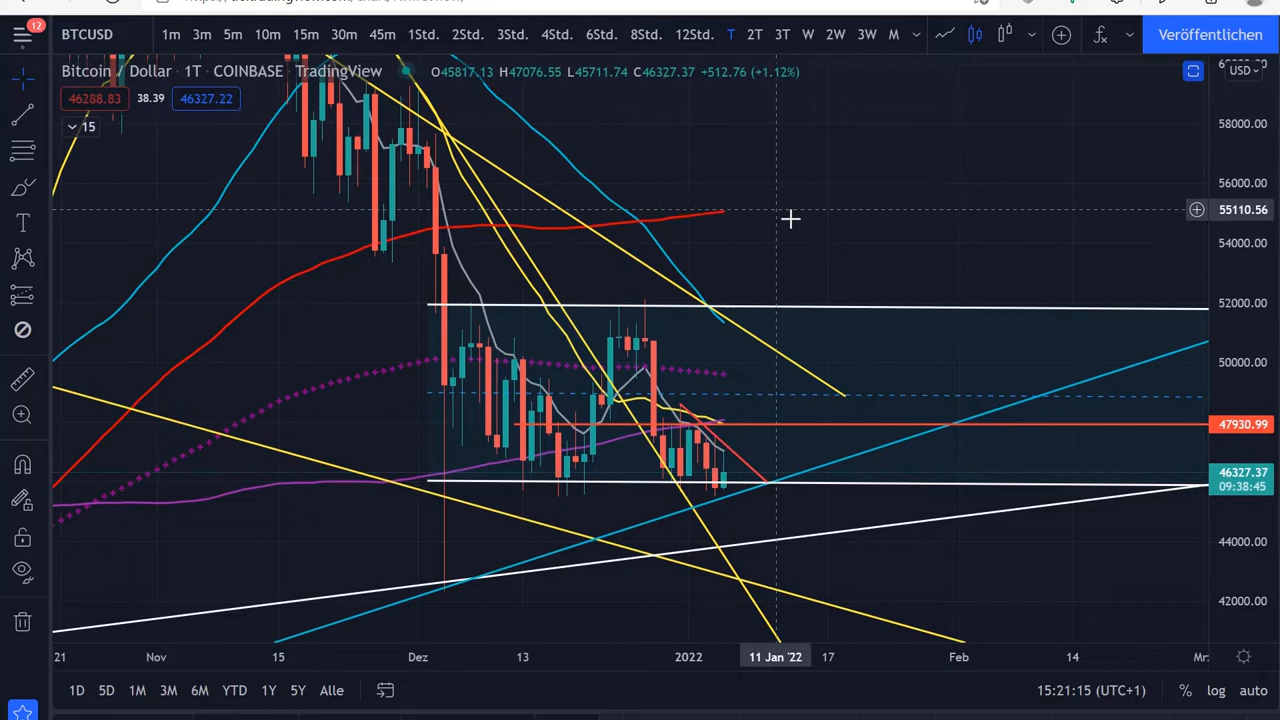 12
BTCUSD 1m 3m 5m 10m 15m 30m 45m 1Std. 2Std. 3Std. 4Std. 6Std. 8Std. 12Std. T 2T 3T W 2W 3W M Veröffentlichen
Bitcoin / Dollar · 1T · COINBASE · TradingView O45817.13 H47076.55 L45711.74 C46327.37 +512.76 (+1.12%) USD
46288.83 38.39 46327.22
15
58000.00
56000.00
55110.56
54000.00
52000.00
50000.00
47930.99
46327.37
09:38:45
44000.00
42000.00
21 Nov 15 Dez 13 2022 11 Jan '22 17 Feb 14 Mrz
1D 5D 1M 3M 6M YTD 1Y 5Y Alle 15:21:15 (UTC+1) % log auto